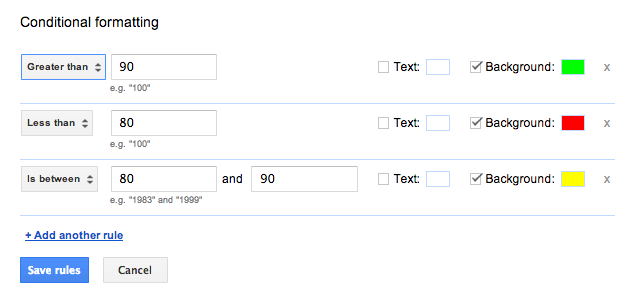 Conditional formatting
Greater than 90 Text: Background: x
e.g. "100"
Less than 80 Text: Background: x
e.g. "100"
Is between 80 and 90 Text: Background: x
e.g. "1983" and "1999"
+ Add another rule
Save rules Cancel